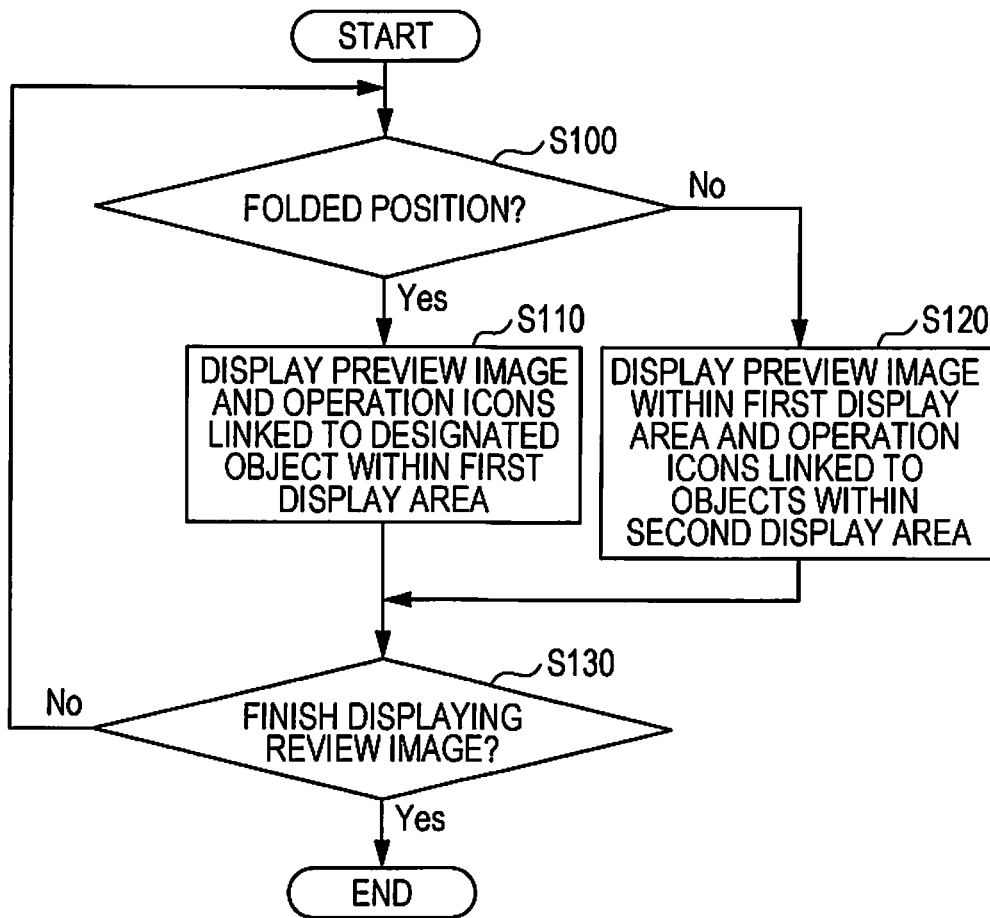 START
S100
FOLDED POSITION?
No
Yes
S110
DISPLAY PREVIEW IMAGE
AND OPERATION ICONS
LINKED TO DESIGNATED
OBJECT WITHIN FIRST
DISPLAY AREA
S120
DISPLAY PREVIEW IMAGE
WITHIN FIRST DISPLAY
AREA AND OPERATION
ICONS LINKED TO
OBJECTS WITHIN
SECOND DISPLAY AREA
S130
No
FINISH DISPLAYING
REVIEW IMAGE?
Yes
END